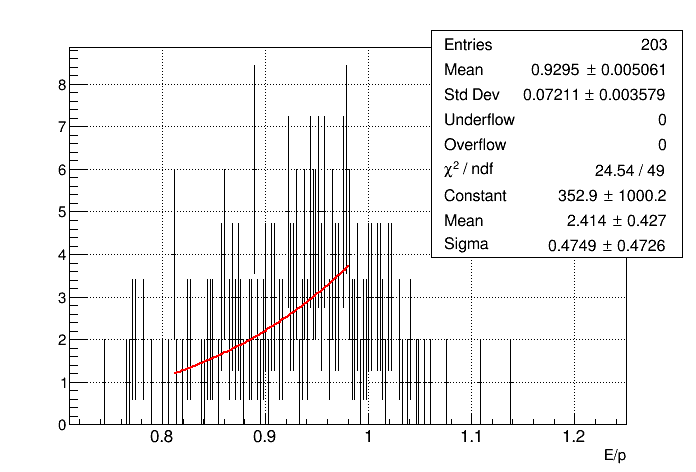 Entries 203
Mean 0.9295 ± 0.005061
Std Dev 0.07211 ± 0.003579
Underflow 0
Overflow 0
χ² / ndf 24.54 / 49
Constant 352.9 ± 1000.2
Mean 2.414 ± 0.427
Sigma 0.4749 ± 0.4726
8
7
6
5
4
3
2
1
0
0.8 0.9 1 1.1 1.2
E/p